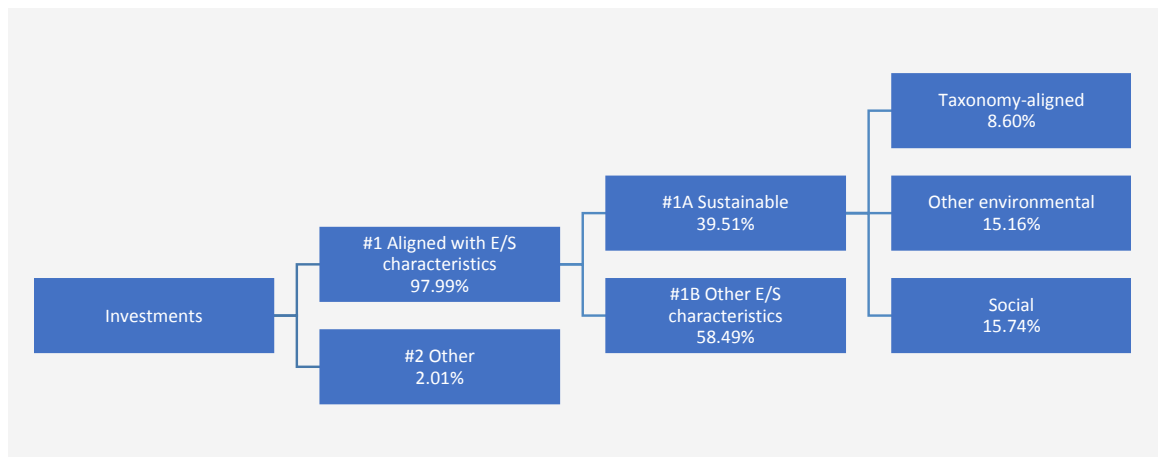 Investments
#1 Aligned with E/S
characteristics
97.99%
#2 Other
2.01%
#1A Sustainable
39.51%
#1B Other E/S
characteristics
58.49%
Taxonomy-aligned
8.60%
Other environmental
15.16%
Social
15.74%